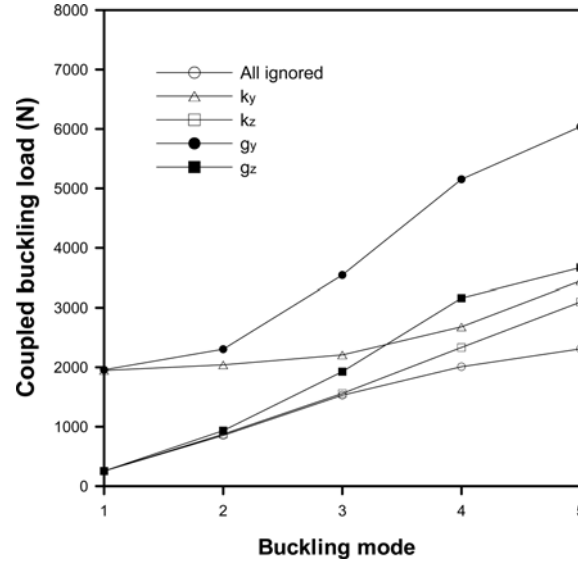 8000
7000
6000
5000
4000
3000
2000
1000
0
Coupled buckling load (N)
All ignored
ky
kz
gy
gz
1 2 3 4 5
Buckling mode